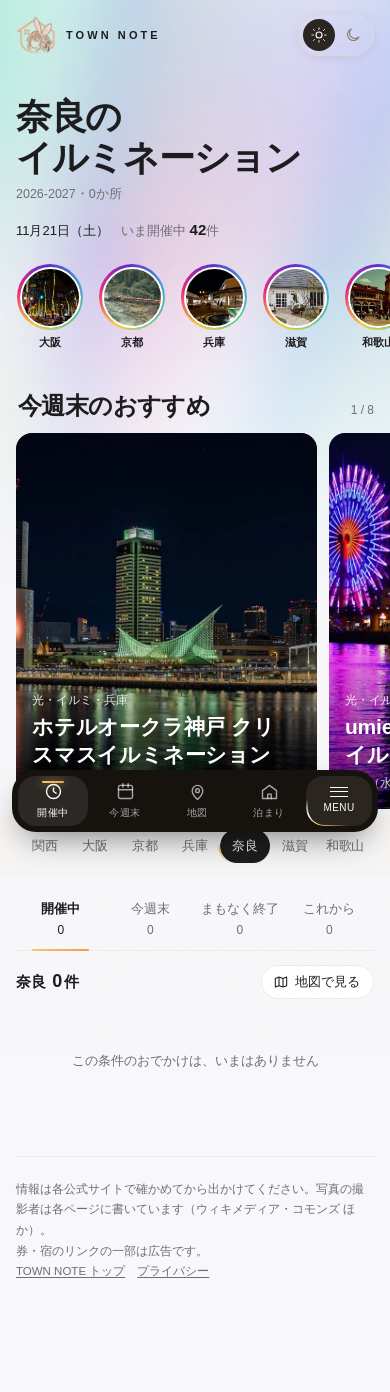 TOWN NOTE
奈良の
イルミネーション
2026-2027・0か所
11月21日（土） いま開催中 42件
大阪 京都 兵庫 滋賀 和歌山
今週末のおすすめ 1 / 8
光・イルミ・兵庫
ホテルオークラ神戸 クリ
スマスイルミネーション
光・イル
umie
イル
開催中 今週末 地図 泊まり MENU
関西 大阪 京都 兵庫 奈良 滋賀 和歌山
開催中 今週末 まもなく終了 これから
0 0 0 0
奈良 0件 地図で見る
この条件のおでかけは、いまはありません
情報は各公式サイトで確かめてから出かけてください。写真の撮
影者は各ページに書いています（ウィキメディア・コモンズ ほ
か）。
券・宿のリンクの一部は広告です。
TOWN NOTE トップ プライバシー